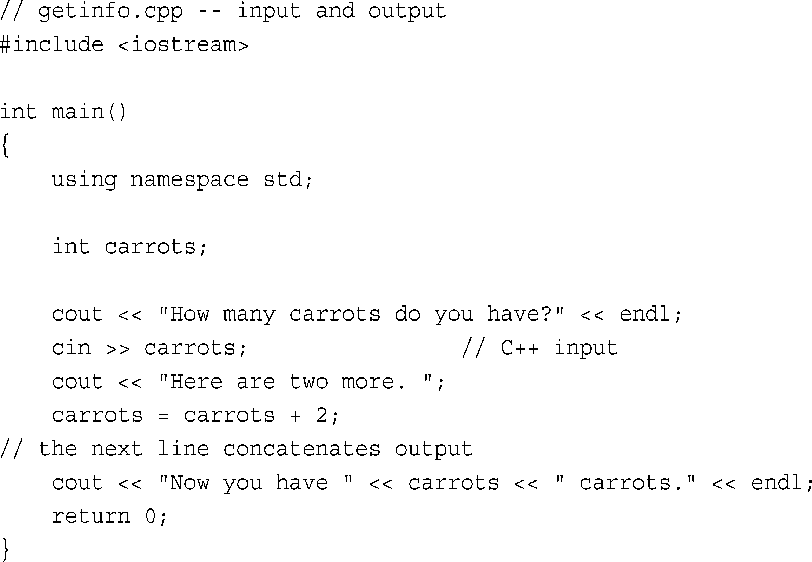 // getinfo.cpp -- input and output
#include <iostream>

int main()
{
    using namespace std;

    int carrots;

    cout << "How many carrots do you have?" << endl;
    cin >> carrots;                // C++ input
    cout << "Here are two more. ";
    carrots = carrots + 2;
// the next line concatenates output
    cout << "Now you have " << carrots << " carrots." << endl;
    return 0;
}